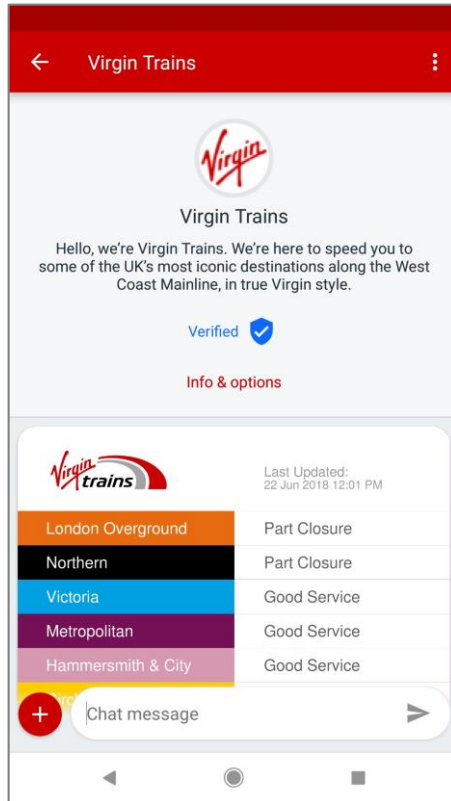 Virgin Trains
Virgin
Virgin Trains
Hello, we're Virgin Trains. We're here to speed you to
some of the UK's most iconic destinations along the West
Coast Mainline, in true Virgin style.
Verified
Info & options
Virgin trains
Last Updated:
22 Jun 2018 12:01 PM
London Overground Part Closure
Northern Part Closure
Victoria Good Service
Metropolitan Good Service
Hammersmith & City Good Service
+ Chat message